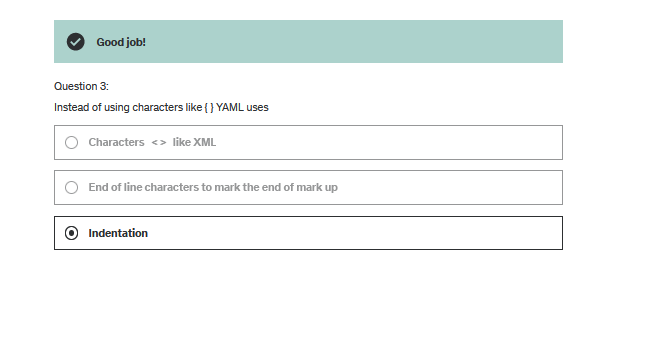 Good job!
Question 3:
Instead of using characters like { } YAML uses
Characters <> like XML
End of line characters to mark the end of mark up
Indentation